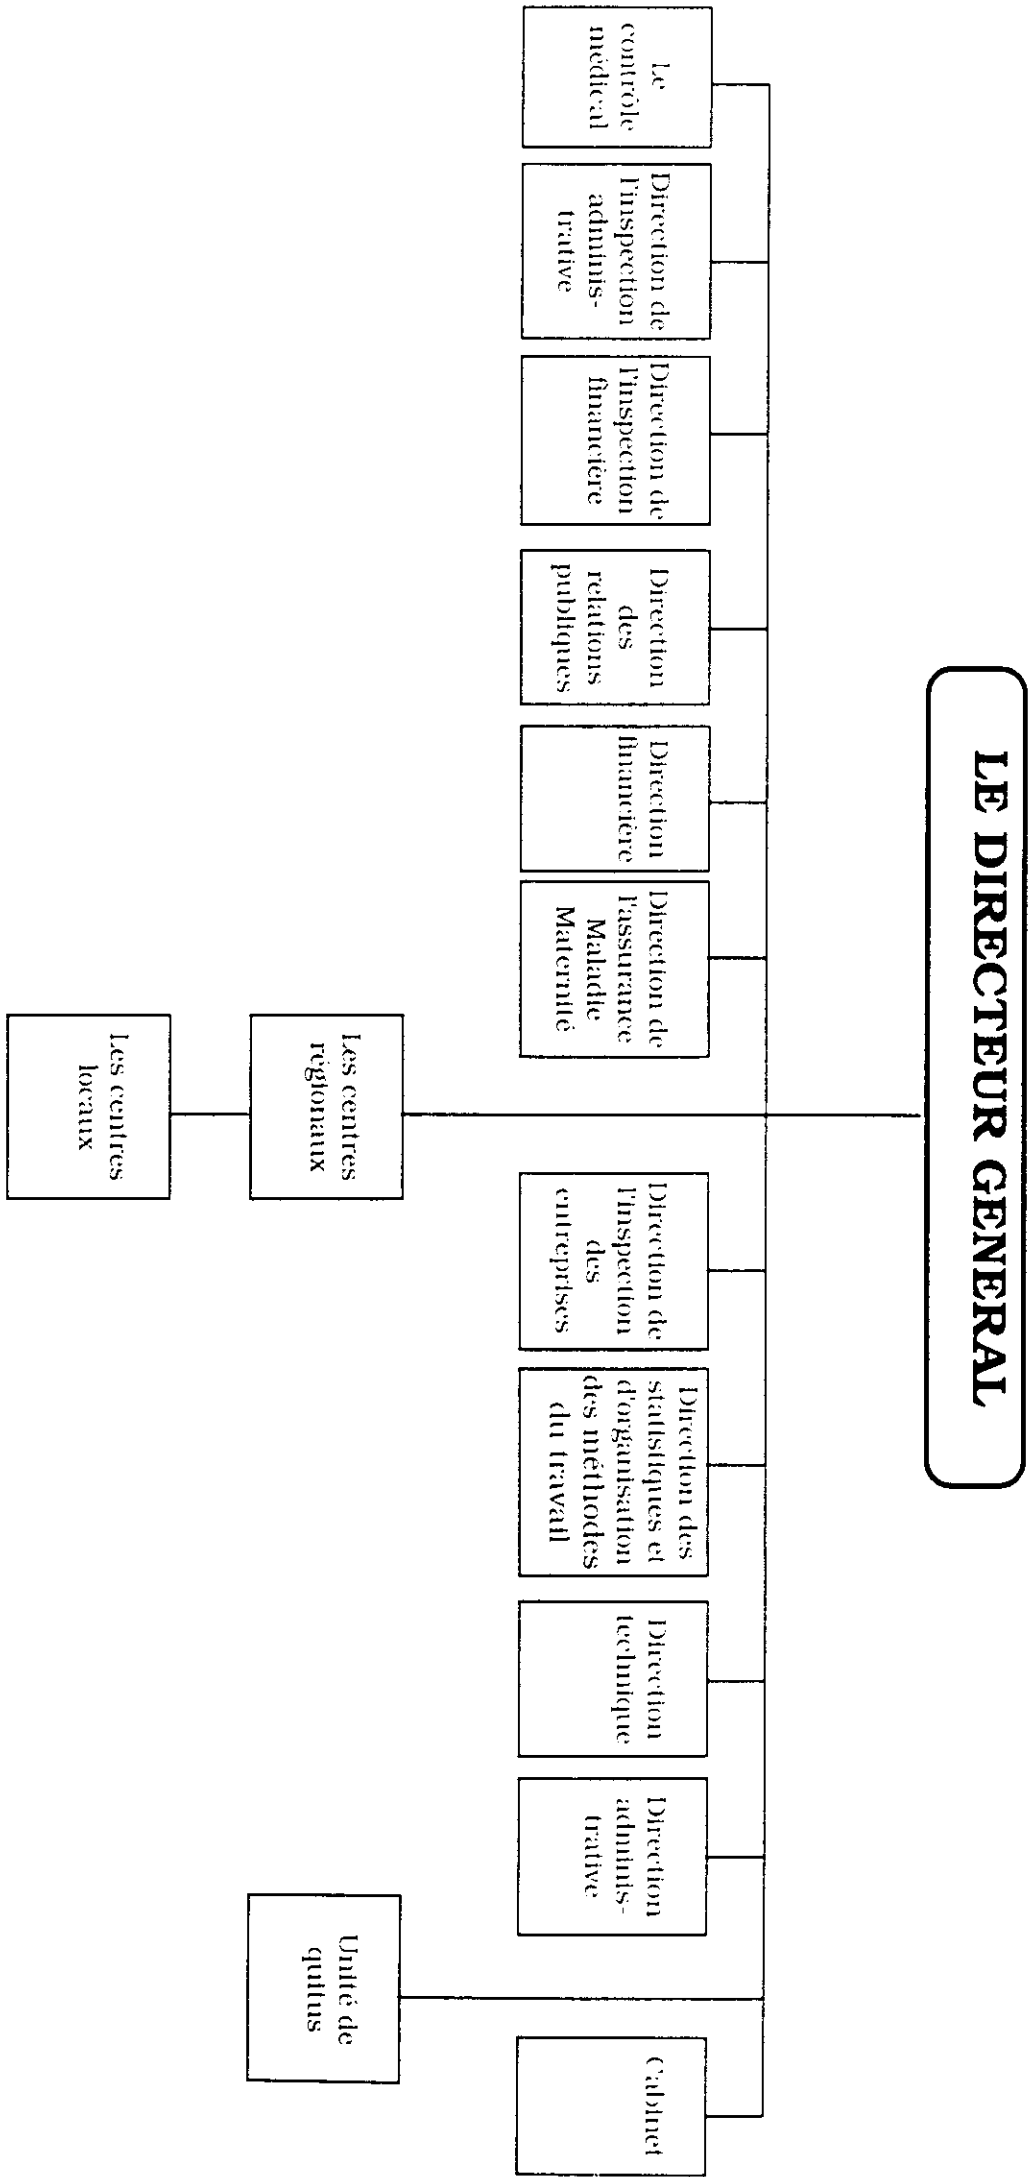 LE DIRECTEUR GENERAL
Le
contrôle
médical
Direction de
l'inspection
adminis-
trative
Direction de
l'inspection
financière
Direction
des
relations
publiques
Direction
financière
Direction de
l'assurance
Maladie
Maternité
Direction de
l'inspection
des
entreprises
Direction des
statistiques et
d'organisation
des méthodes
du travail
Direction
technique
Direction
adminis-
trative
Cabinet
Les centres
régionaux
Unité de
quitus
Les centres
locaux